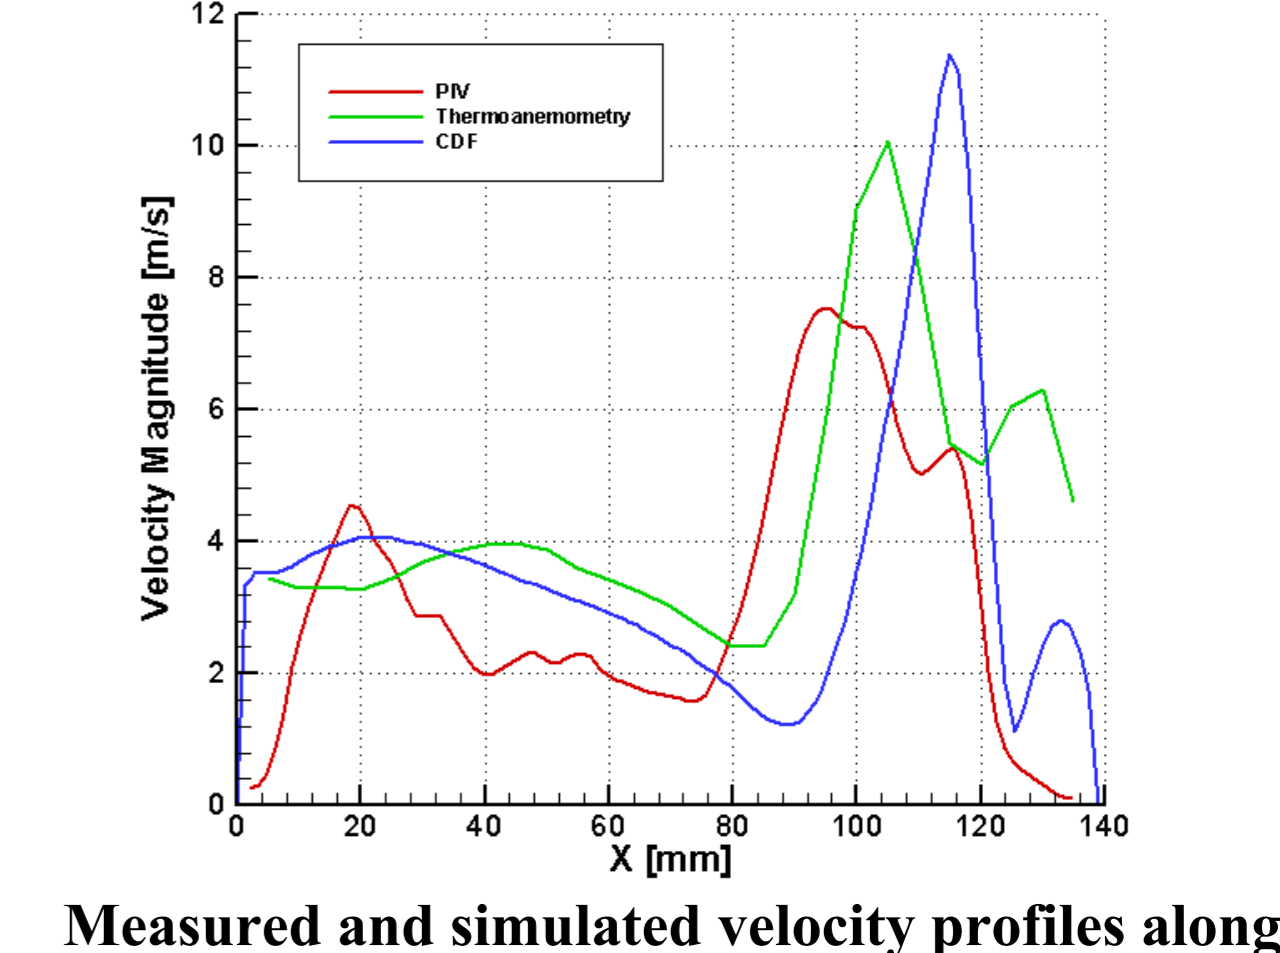 12
10
8
6
4
2
0
PIV
Thermoanemometry
CDF
Velocity Magnitude [m/s]
0 20 40 60 80 100 120 140
X [mm]
Measured and simulated velocity profiles along